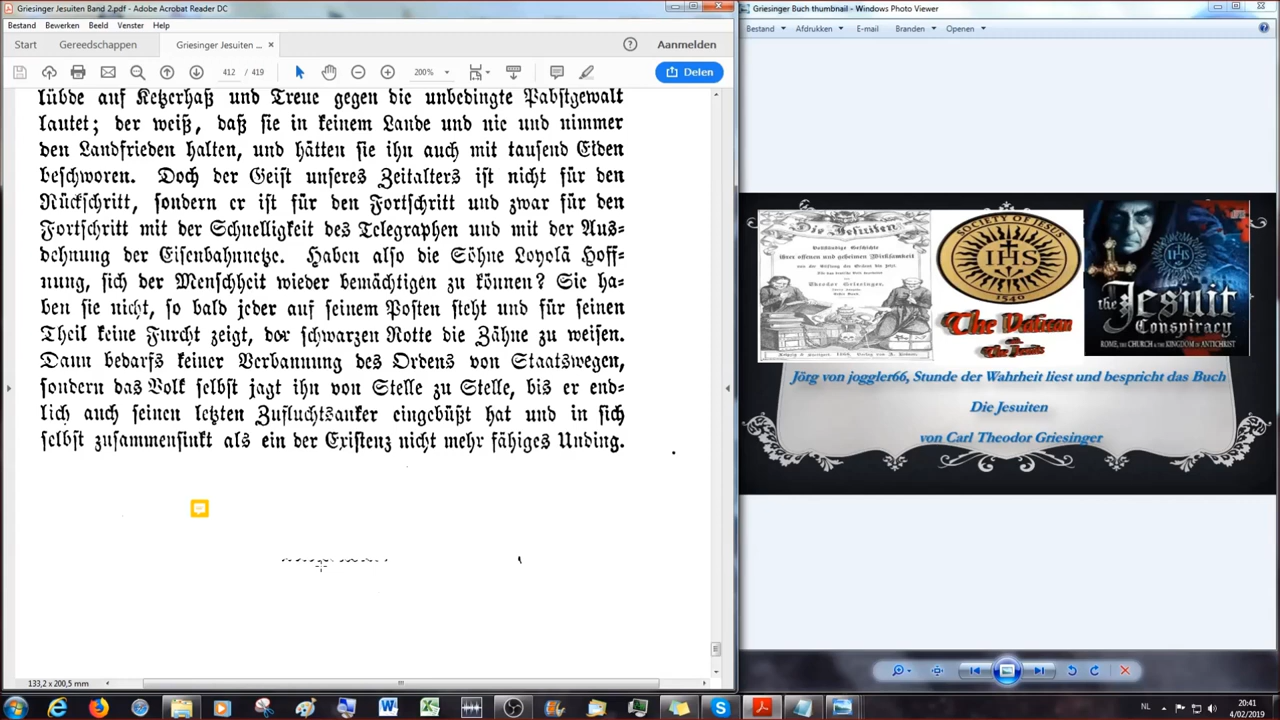 Griesinger Jesuiten Band 2.pdf - Adobe Acrobat Reader DC
Bestand Bewerken Beeld Venster Help
Start Gereedschappen Griesinger Jesuiten ... × Aanmelden
412 / 419 200% Delen
lübde auf Ketzerhaß und Treue gegen die unbedingte Pabstgewalt
lautet; der weiß, daß sie in keinem Lande und nie und nimmer
den Landfrieden halten, und hätten sie ihn auch mit tausend Eiden
beschworen. Doch der Geist unseres Zeitalters ist nicht für den
Rückschritt, sondern er ist für den Fortschritt und zwar für den
Fortschritt mit der Schnelligkeit des Telegraphen und mit der Aus-
dehnung der Eisenbahnnetze. Haben also die Söhne Loyolä Hoff-
nung, sich der Menschheit wieder bemächtigen zu können? Sie ha-
ben sie nicht, so bald jeder auf seinem Posten steht und für seinen
Theil keine Furcht zeigt, der schwarzen Rotte die Zähne zu weisen.
Dann bedarfs keiner Verbannung des Ordens von Staatswegen,
sondern das Volk selbst jagt ihn von Stelle zu Stelle, bis er end-
lich auch seinen letzten Zufluchtsanker eingebüßt hat und in sich
selbst zusammensinkt als ein der Existenz nicht mehr fähiges Unding.
133,2 x 200,5 mm
Griesinger Buch thumbnail - Windows Photo Viewer
Bestand Afdrukken E-mail Branden Openen
Die Jesuiten
Vollständige Geschichte
Theodor Griesinger.
SOCIETY OF JESUS
IHS
1540
The Vatican
the Jesuit
Conspiracy
ROME, THE CHURCH & THE KINGDOM OF ANTICHRIST
Jörg von joggler66, Stunde der Wahrheit liest und bespricht das Buch
Die Jesuiten
von Carl Theodor Griesinger
NL 20:41
4/02/2019